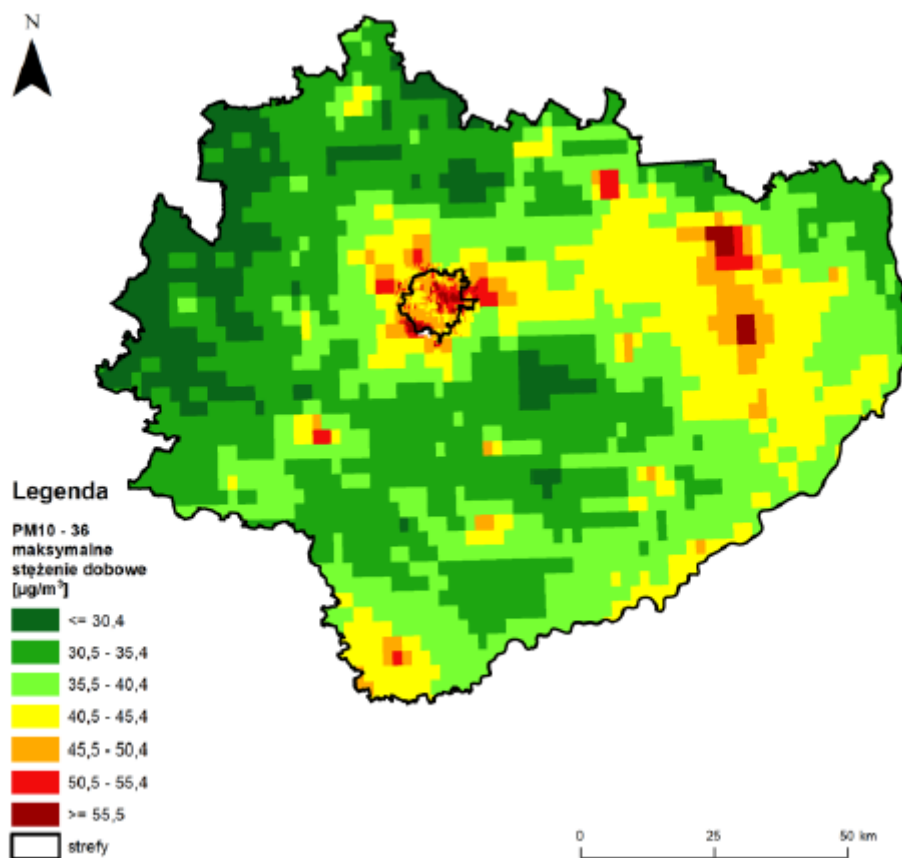 N
Legenda
PM10 - 36
maksymalne
stężenie dobowe
[µg/m³]
<= 30,4
30,5 - 35,4
35,5 - 40,4
40,5 - 45,4
45,5 - 50,4
50,5 - 55,4
>= 55,5
strefy
0 25 50 km